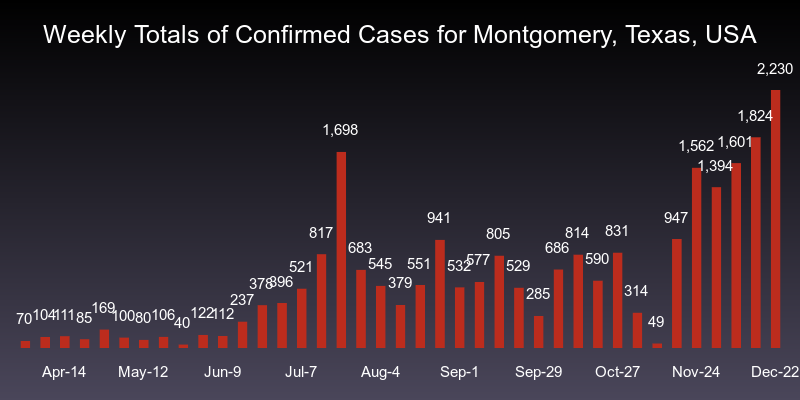 Weekly Totals of Confirmed Cases for Montgomery, Texas, USA
70 104 111 85 169 100 80 106 40 122 112 237 378 396 521 817 1,698 683 545 379 551 941 532 577 805 529 285 686 814 590 831 314 49 947 1,562 1,394 1,601 1,824 2,230
Apr-14 May-12 Jun-9 Jul-7 Aug-4 Sep-1 Sep-29 Oct-27 Nov-24 Dec-22